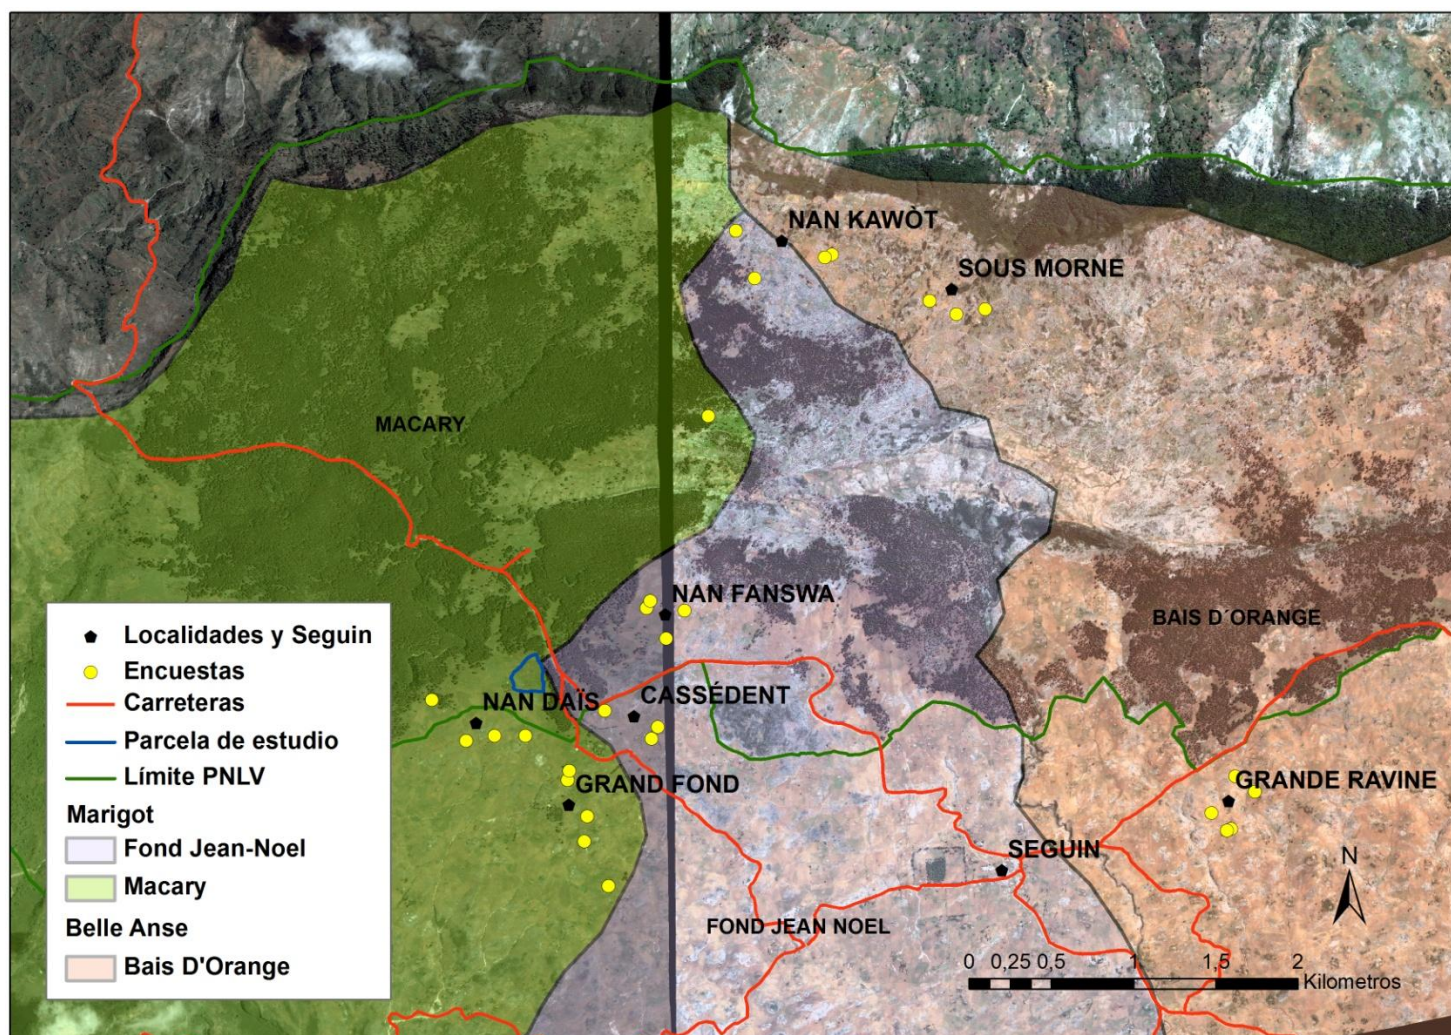 NAN KAWÒT
SOUS MORNE
MACARY
NAN FANSWA
BAIS D´ORANGE
NAN DAÏS
CASSÉDENT
GRAND FOND
GRANDE RAVINE
SEGUIN
FOND JEAN NOEL
Localidades y Seguin
Encuestas
Carreteras
Parcela de estudio
Límite PNLV
Marigot
Fond Jean-Noel
Macary
Belle Anse
Bais D'Orange
N
0 0,25 0,5 1 1,5 2
Kilometros